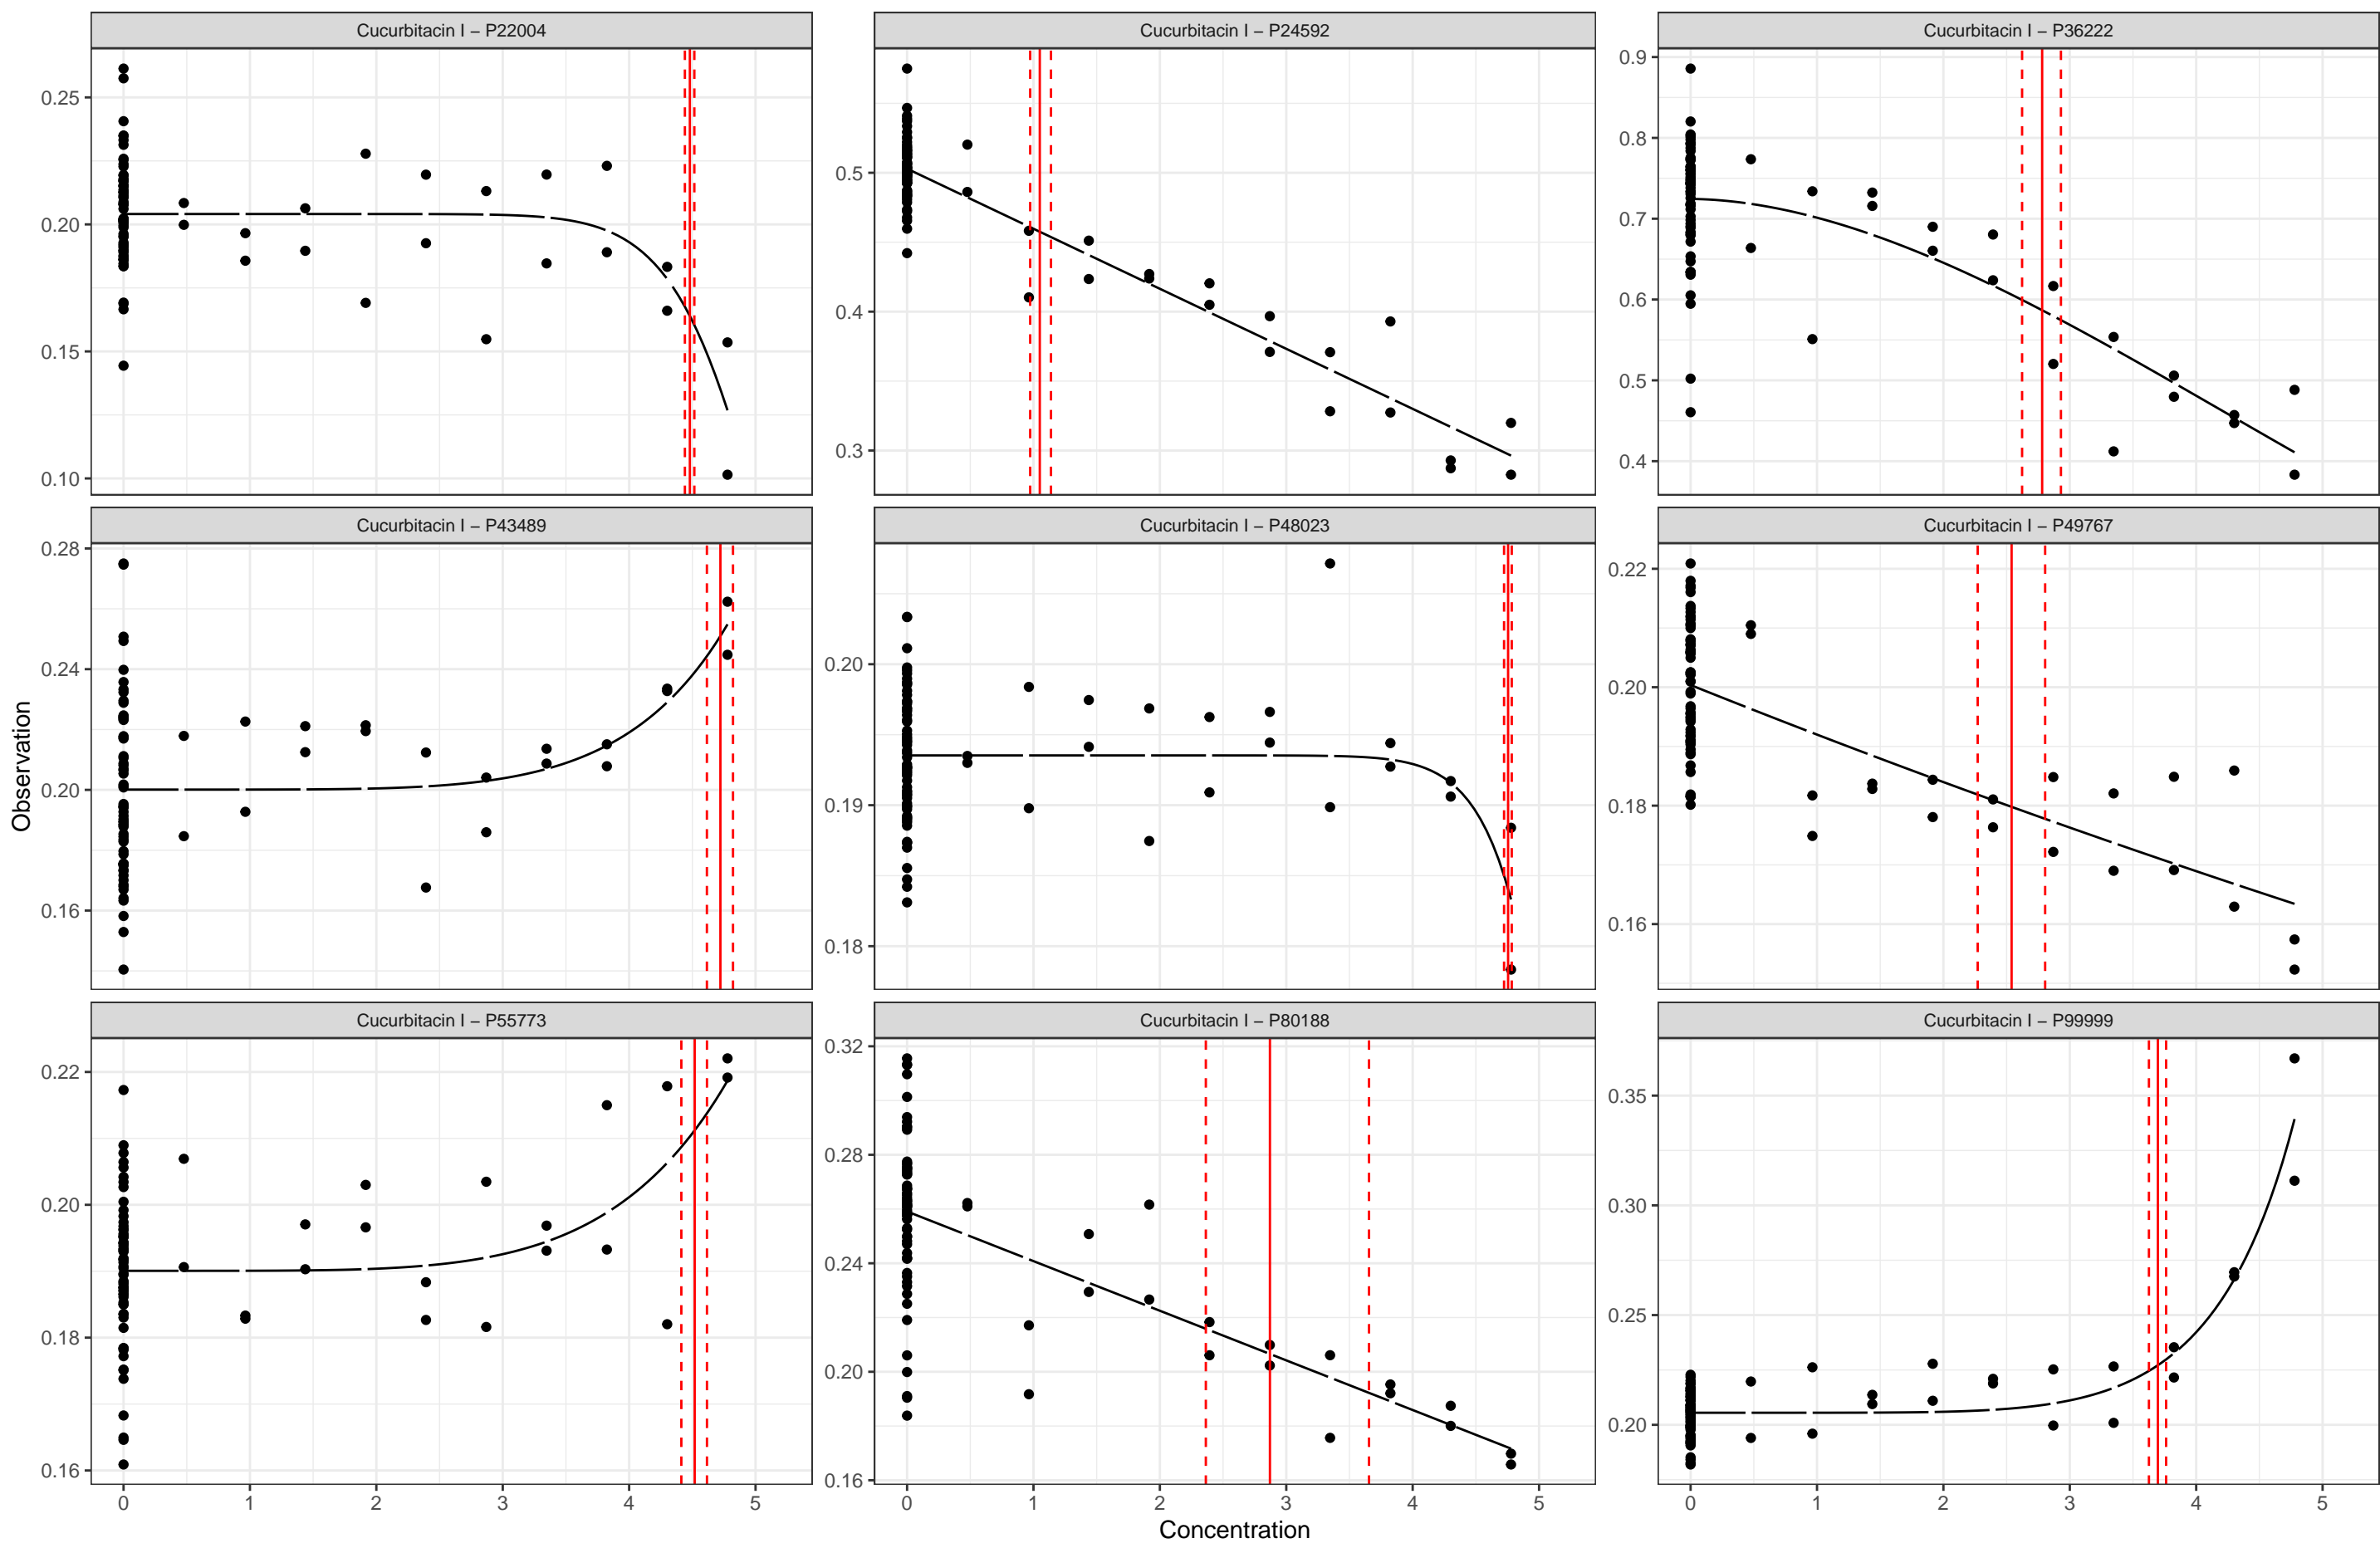 Cucurbitacin I – P22004
Cucurbitacin I – P24592
Cucurbitacin I – P36222
0.25
0.20
0.15
0.10
0.5
0.4
0.3
0.9
0.8
0.7
0.6
0.5
0.4
Cucurbitacin I – P43489
Cucurbitacin I – P48023
Cucurbitacin I – P49767
0.28
0.24
0.20
0.16
0.20
0.19
0.18
0.22
0.20
0.18
0.16
Observation
Cucurbitacin I – P55773
Cucurbitacin I – P80188
Cucurbitacin I – P99999
0.22
0.20
0.18
0.16
0.32
0.28
0.24
0.20
0.16
0.35
0.30
0.25
0.20
0 1 2 3 4 5
0 1 2 3 4 5
0 1 2 3 4 5
Concentration